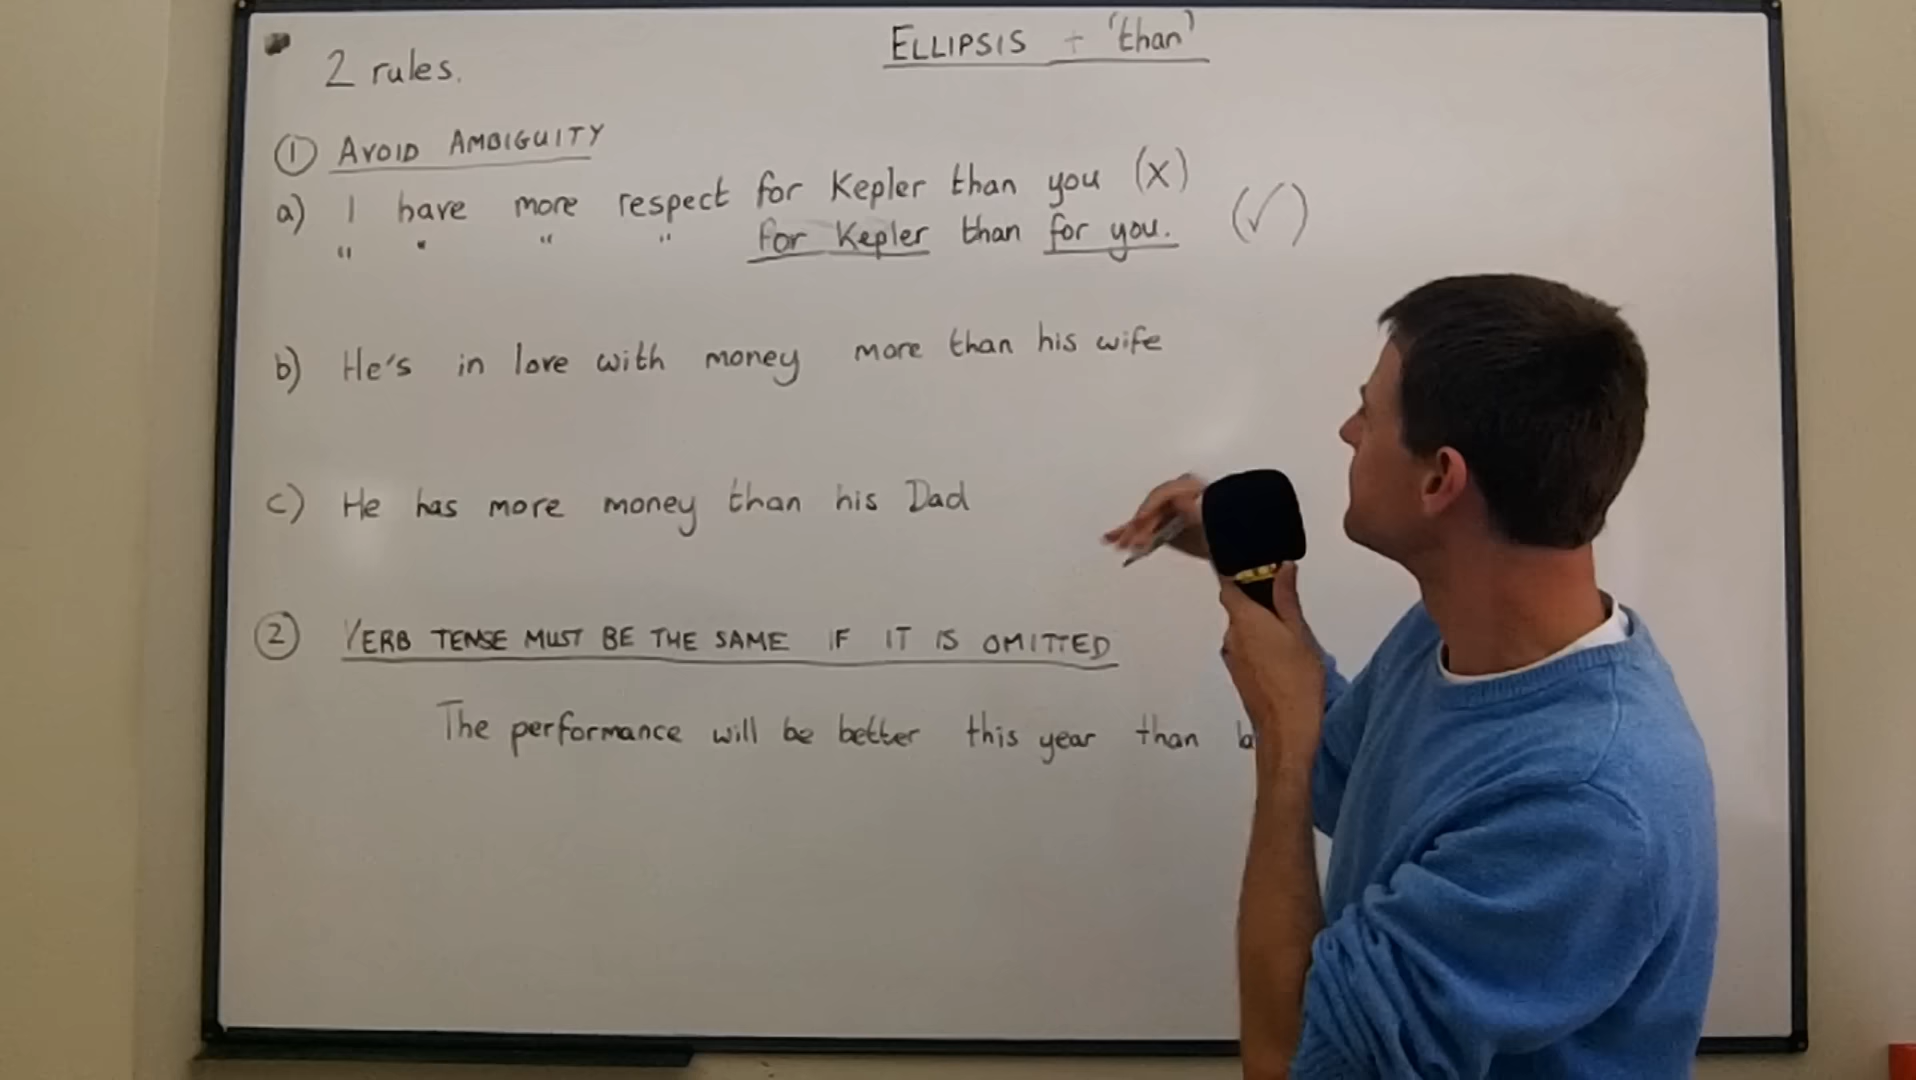 ELLIPSIS + 'than'
2 rules.
① AVOID AMBIGUITY
a) I have more respect for Kepler than you (x)
" " " " for Kepler than for you. (✓)
b) He's in love with money more than his wife
c) He has more money than his Dad
② VERB TENSE MUST BE THE SAME IF IT IS OMITTED
The performance will be better this year than